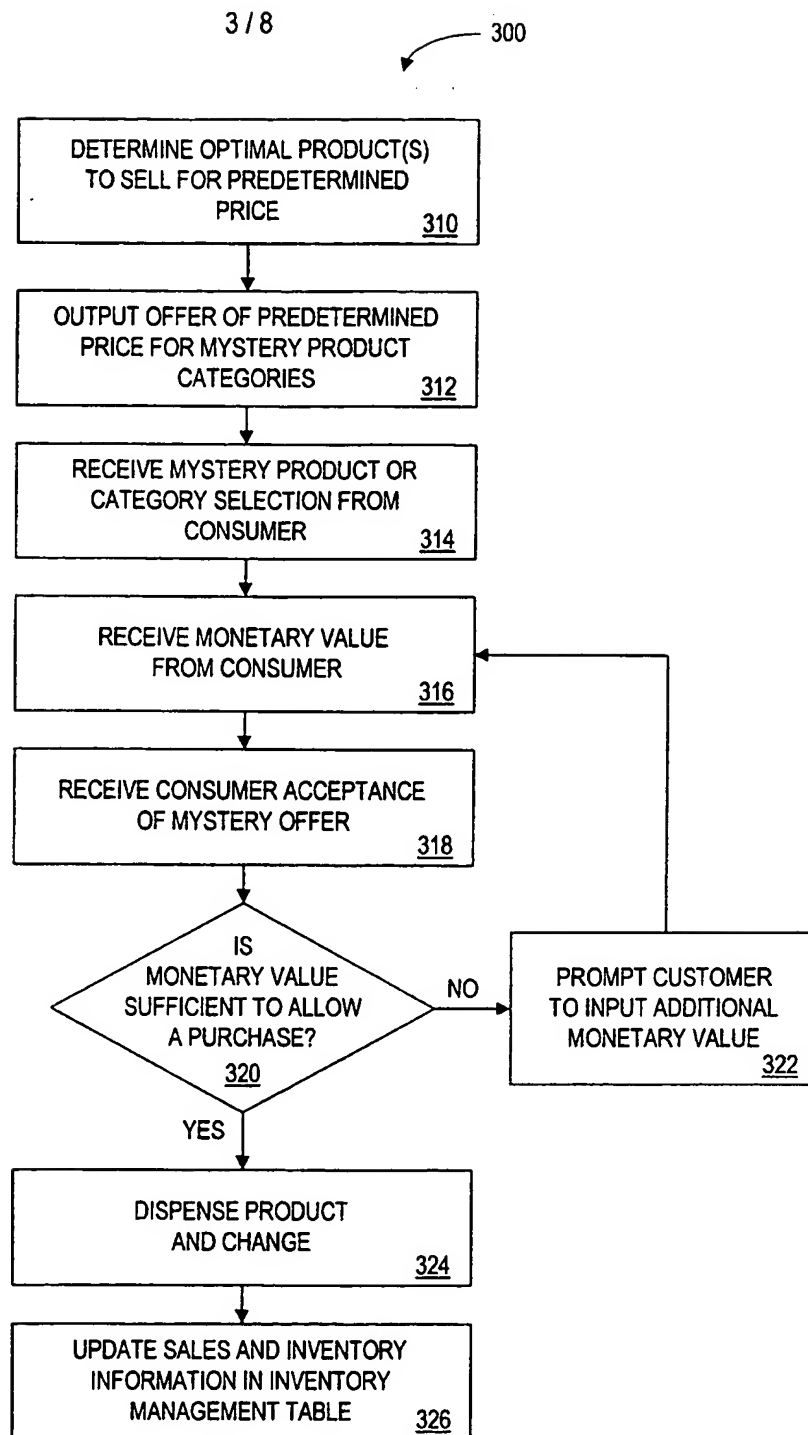 3 / 8
300
DETERMINE OPTIMAL PRODUCT(S)
TO SELL FOR PREDETERMINED
PRICE
310
OUTPUT OFFER OF PREDETERMINED
PRICE FOR MYSTERY PRODUCT
CATEGORIES
312
RECEIVE MYSTERY PRODUCT OR
CATEGORY SELECTION FROM
CONSUMER
314
RECEIVE MONETARY VALUE
FROM CONSUMER
316
RECEIVE CONSUMER ACCEPTANCE
OF MYSTERY OFFER
318
IS
MONETARY VALUE
SUFFICIENT TO ALLOW
A PURCHASE?
320
NO
PROMPT CUSTOMER
TO INPUT ADDITIONAL
MONETARY VALUE
322
YES
DISPENSE PRODUCT
AND CHANGE
324
UPDATE SALES AND INVENTORY
INFORMATION IN INVENTORY
MANAGEMENT TABLE
326